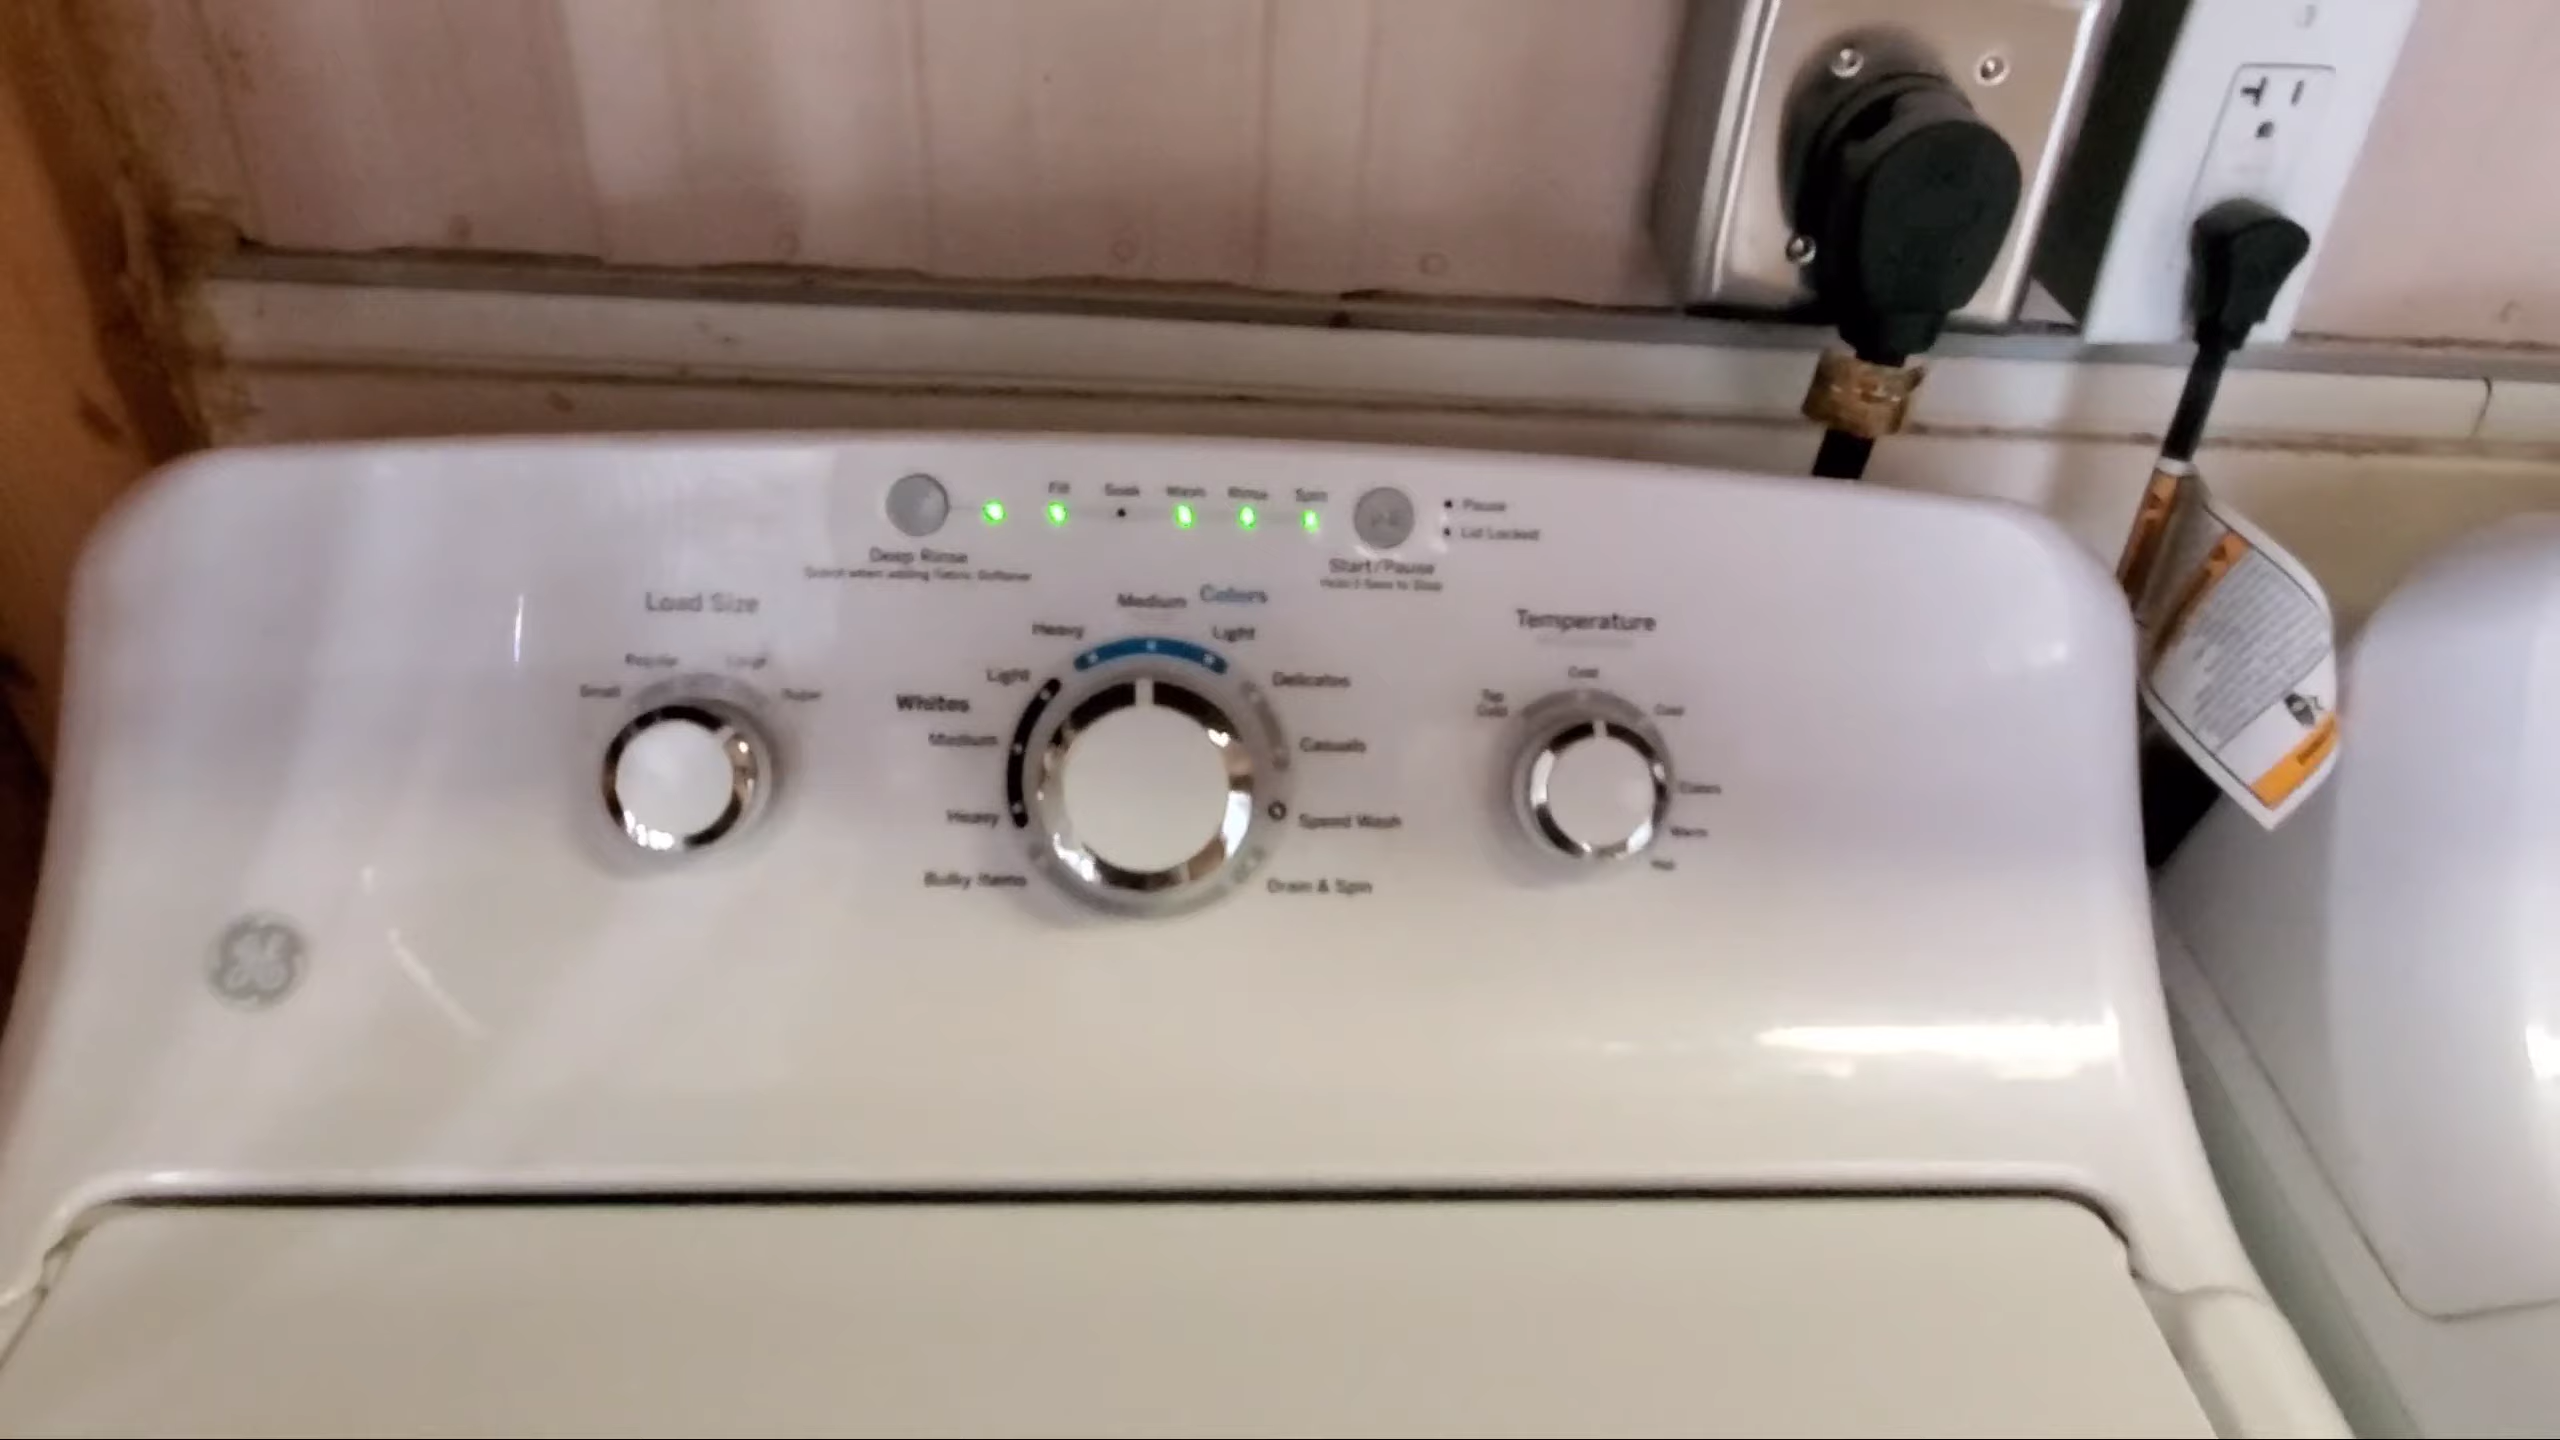 Fill Soak Wash Rinse Spin
Pause
Lid Locked
Deep Rinse
Start/Pause
Load Size
Medium Colors
Heavy Light
Temperature
Regular Large
Small Super
Light
Whites
Medium
Heavy
Bulky Items
Delicates
Casuals
Speed Wash
Drain & Spin
Cold
Tap
Cold
Cool
Colors
Warm
Hot